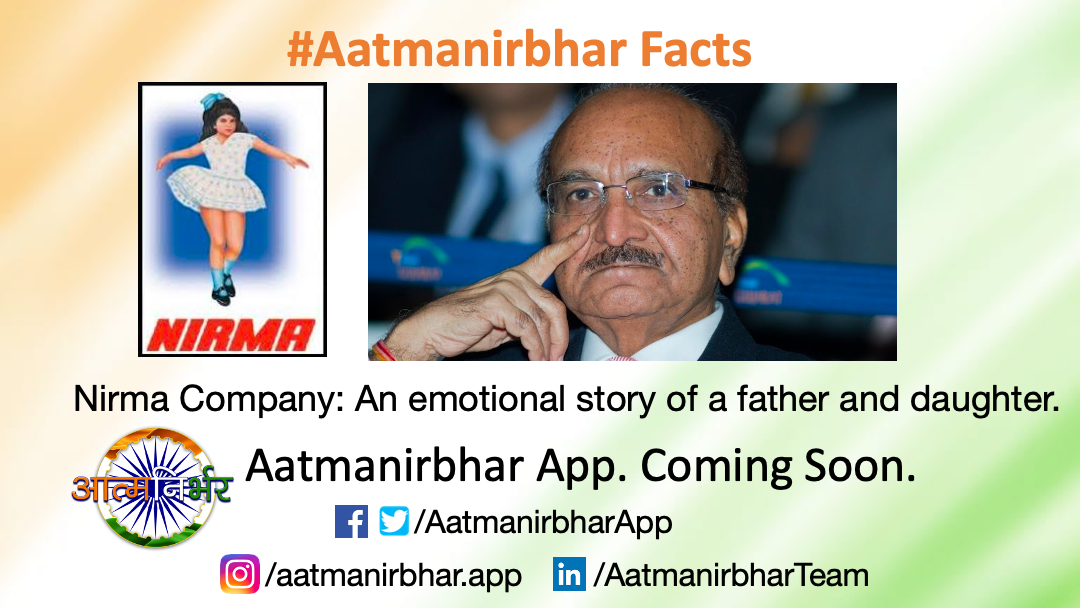 #Aatmanirbhar Facts
NIRMA
Nirma Company: An emotional story of a father and daughter.
आत्मनिर्भर
Aatmanirbhar App. Coming Soon.
/AatmanirbharApp
/aatmanirbhar.app
in /AatmanirbharTeam